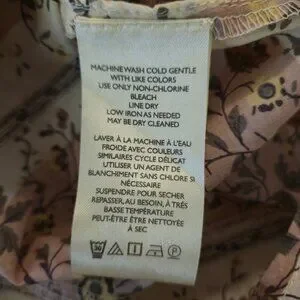 MACHINE WASH COLD GENTLE
WITH LIKE COLORS
USE ONLY NON-CHLORINE
BLEACH
LINE DRY
LOW IRON AS NEEDED
MAY BE DRY CLEANED
LAVER À LA MACHINE À L'EAU
FROIDE AVEC COULEURS
SIMILAIRES CYCLE DÉLICAT
UTILISER UN AGENT DE
BLANCHIMENT SANS CHLORE SI
NÉCESSAIRE
SUSPENDRE POUR SECHER
REPASSER, AU BESOIN, À TRÈS
BASSE TEMPÉRATURE
PEUT-ÊTRE ÊTRE NETTOYÉE
À SEC